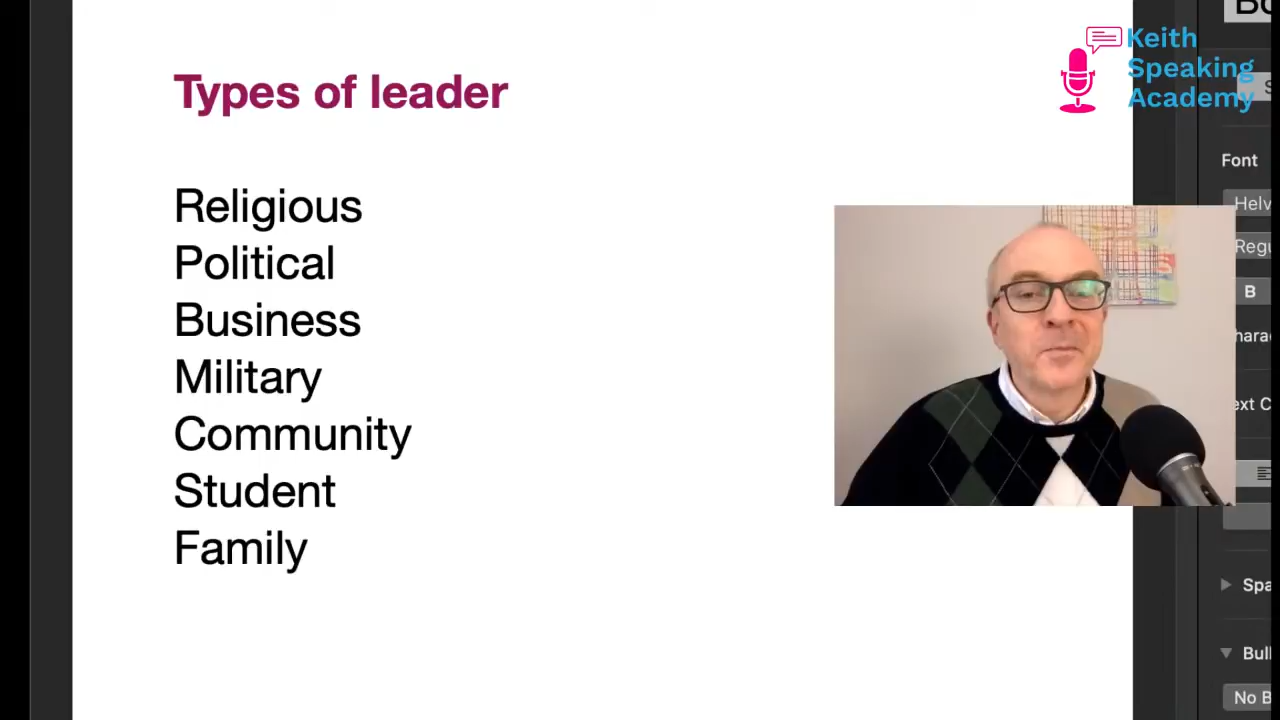 Types of leader
Religious
Political
Business
Military
Community
Student
Family
Keith
Speaking
Academy
Font
B